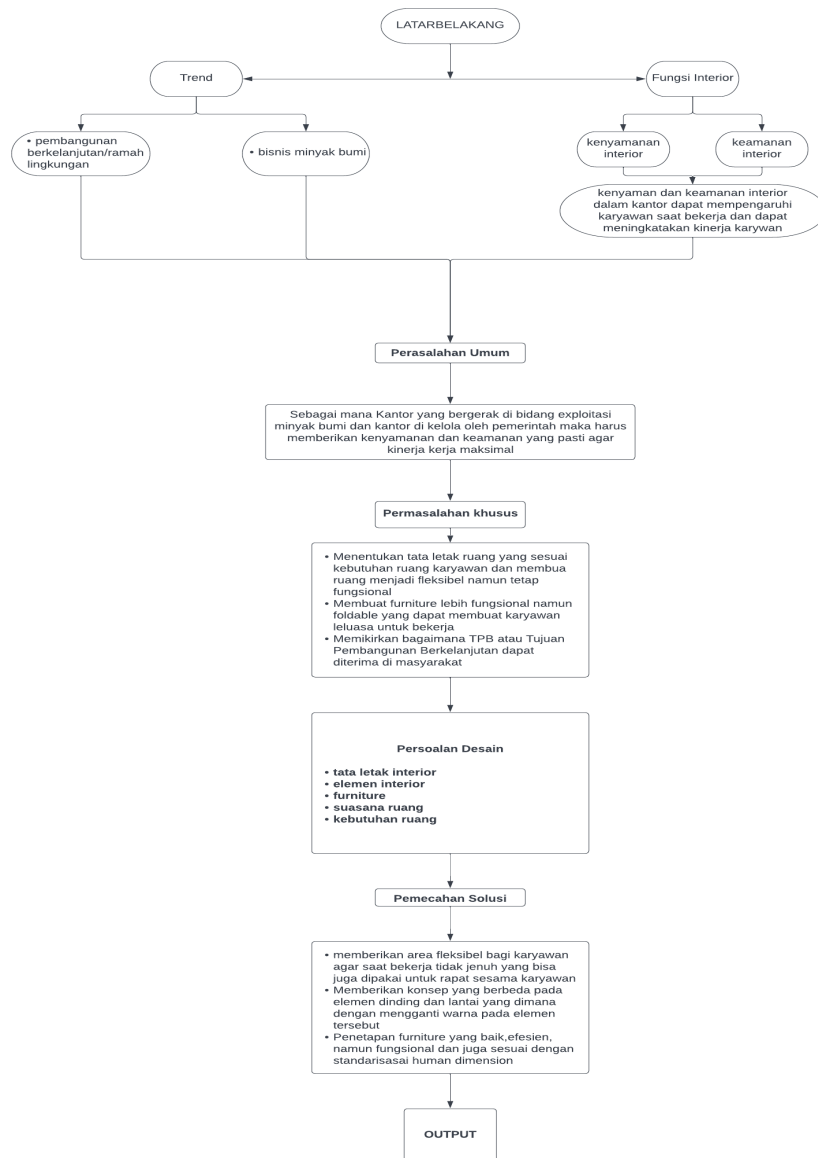 LATARBELAKANG
Trend
Fungsi Interior
• pembangunan
berkelanjutan/ramah
lingkungan
• bisnis minyak bumi
kenyamanan
interior
keamanan
interior
kenyaman dan keamanan interior
dalam kantor dapat mempengaruhi
karyawan saat bekerja dan dapat
meningkatakan kinerja karywan
Perasalahan Umum
Sebagai mana Kantor yang bergerak di bidang exploitasi
minyak bumi dan kantor di kelola oleh pemerintah maka harus
memberikan kenyamanan dan keamanan yang pasti agar
kinerja kerja maksimal
Permasalahan khusus
• Menentukan tata letak ruang yang sesuai
kebutuhan ruang karyawan dan membua
ruang menjadi fleksibel namun tetap
fungsional
• Membuat furniture lebih fungsional namun
foldable yang dapat membuat karyawan
leluasa untuk bekerja
• Memikirkan bagaimana TPB atau Tujuan
Pembangunan Berkelanjutan dapat
diterima di masyarakat
Persoalan Desain
• tata letak interior
• elemen interior
• furniture
• suasana ruang
• kebutuhan ruang
Pemecahan Solusi
• memberikan area fleksibel bagi karyawan
agar saat bekerja tidak jenuh yang bisa
juga dipakai untuk rapat sesama karyawan
• Memberikan konsep yang berbeda pada
elemen dinding dan lantai yang dimana
dengan mengganti warna pada elemen
tersebut
• Penetapan furniture yang baik,efesien,
namun fungsional dan juga sesuai dengan
standarisasai human dimension
OUTPUT